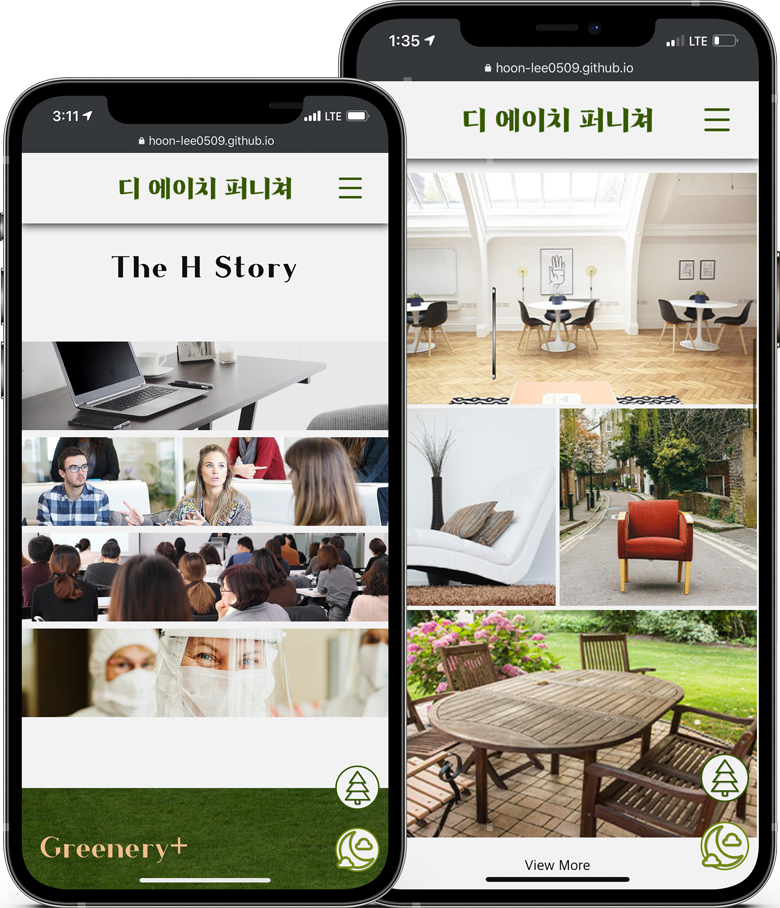 3:11
LTE
hoon-lee0509.github.io
디 에이치 퍼니쳐
The H Story
Greenery+
1:35
LTE
hoon-lee0509.github.io
디 에이치 퍼니쳐
View More